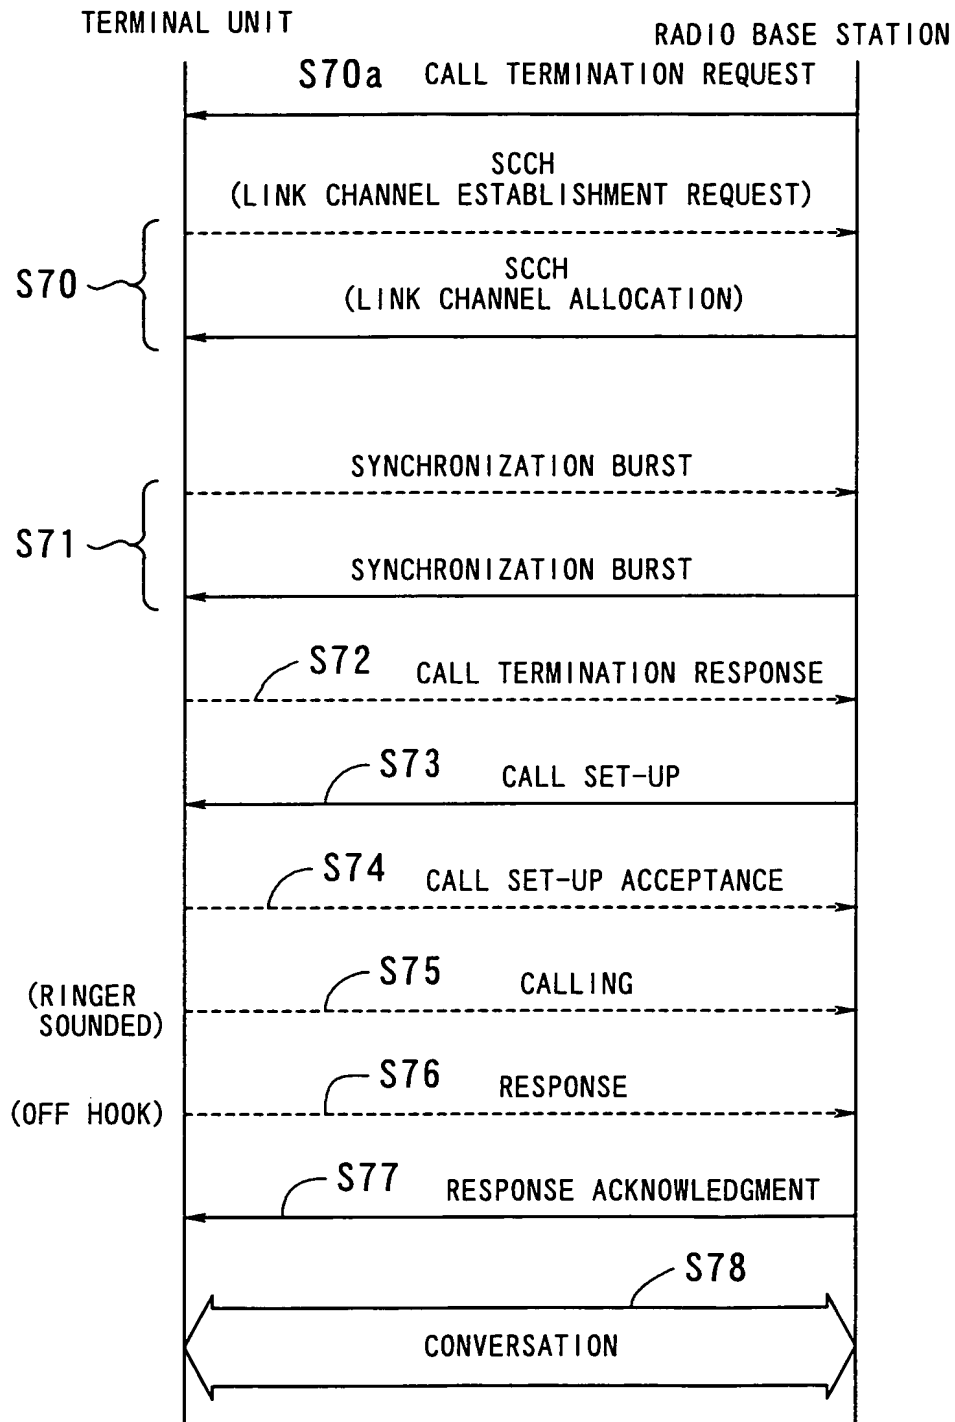 TERMINAL UNIT
RADIO BASE STATION
S70a CALL TERMINATION REQUEST
SCCH
(LINK CHANNEL ESTABLISHMENT REQUEST)
S70
SCCH
(LINK CHANNEL ALLOCATION)
SYNCHRONIZATION BURST
S71
SYNCHRONIZATION BURST
S72 CALL TERMINATION RESPONSE
S73 CALL SET-UP
S74 CALL SET-UP ACCEPTANCE
S75 CALLING
(RINGER
SOUNDED)
S76 RESPONSE
(OFF HOOK)
S77 RESPONSE ACKNOWLEDGMENT
S78
CONVERSATION